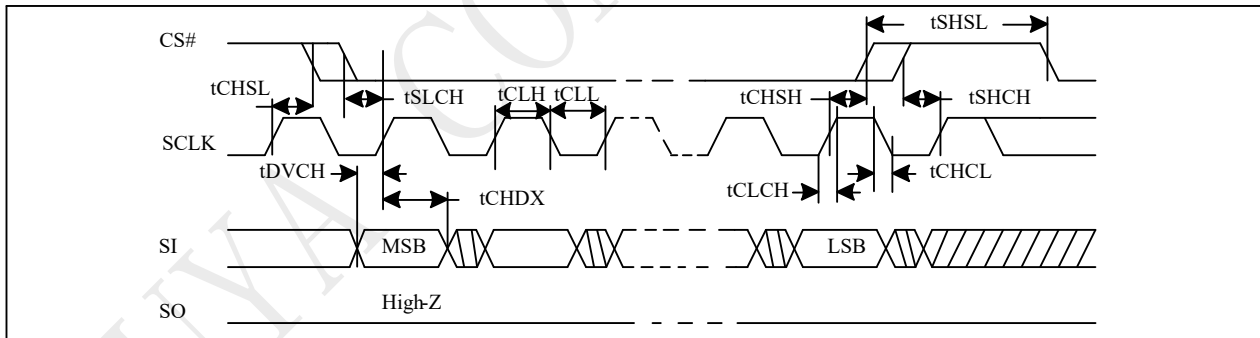 tSHSL
CS#
tCHSL
tSLCH
tCLH
tCLL
tCHSH
tSHCH
SCLK
tDVCH
tCHDX
tCLCH
tCHCL
SI
MSB
LSB
SO
High-Z